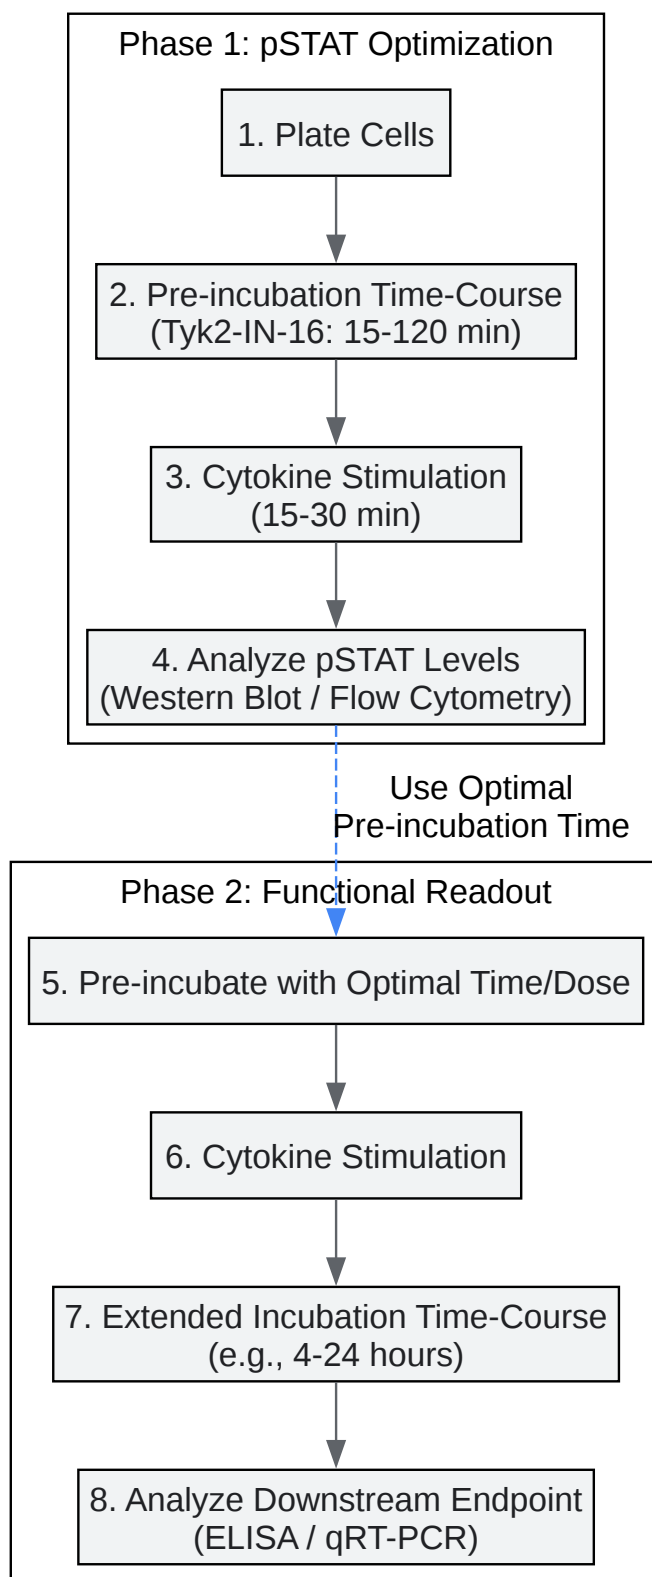 Phase 1: pSTAT Optimization
1. Plate Cells
2. Pre-incubation Time-Course
(Tyk2-IN-16: 15-120 min)
3. Cytokine Stimulation
(15-30 min)
4. Analyze pSTAT Levels
(Western Blot / Flow Cytometry)
Use Optimal
Pre-incubation Time
Phase 2: Functional Readout
5. Pre-incubate with Optimal Time/Dose
6. Cytokine Stimulation
7. Extended Incubation Time-Course
(e.g., 4-24 hours)
8. Analyze Downstream Endpoint
(ELISA / qRT-PCR)